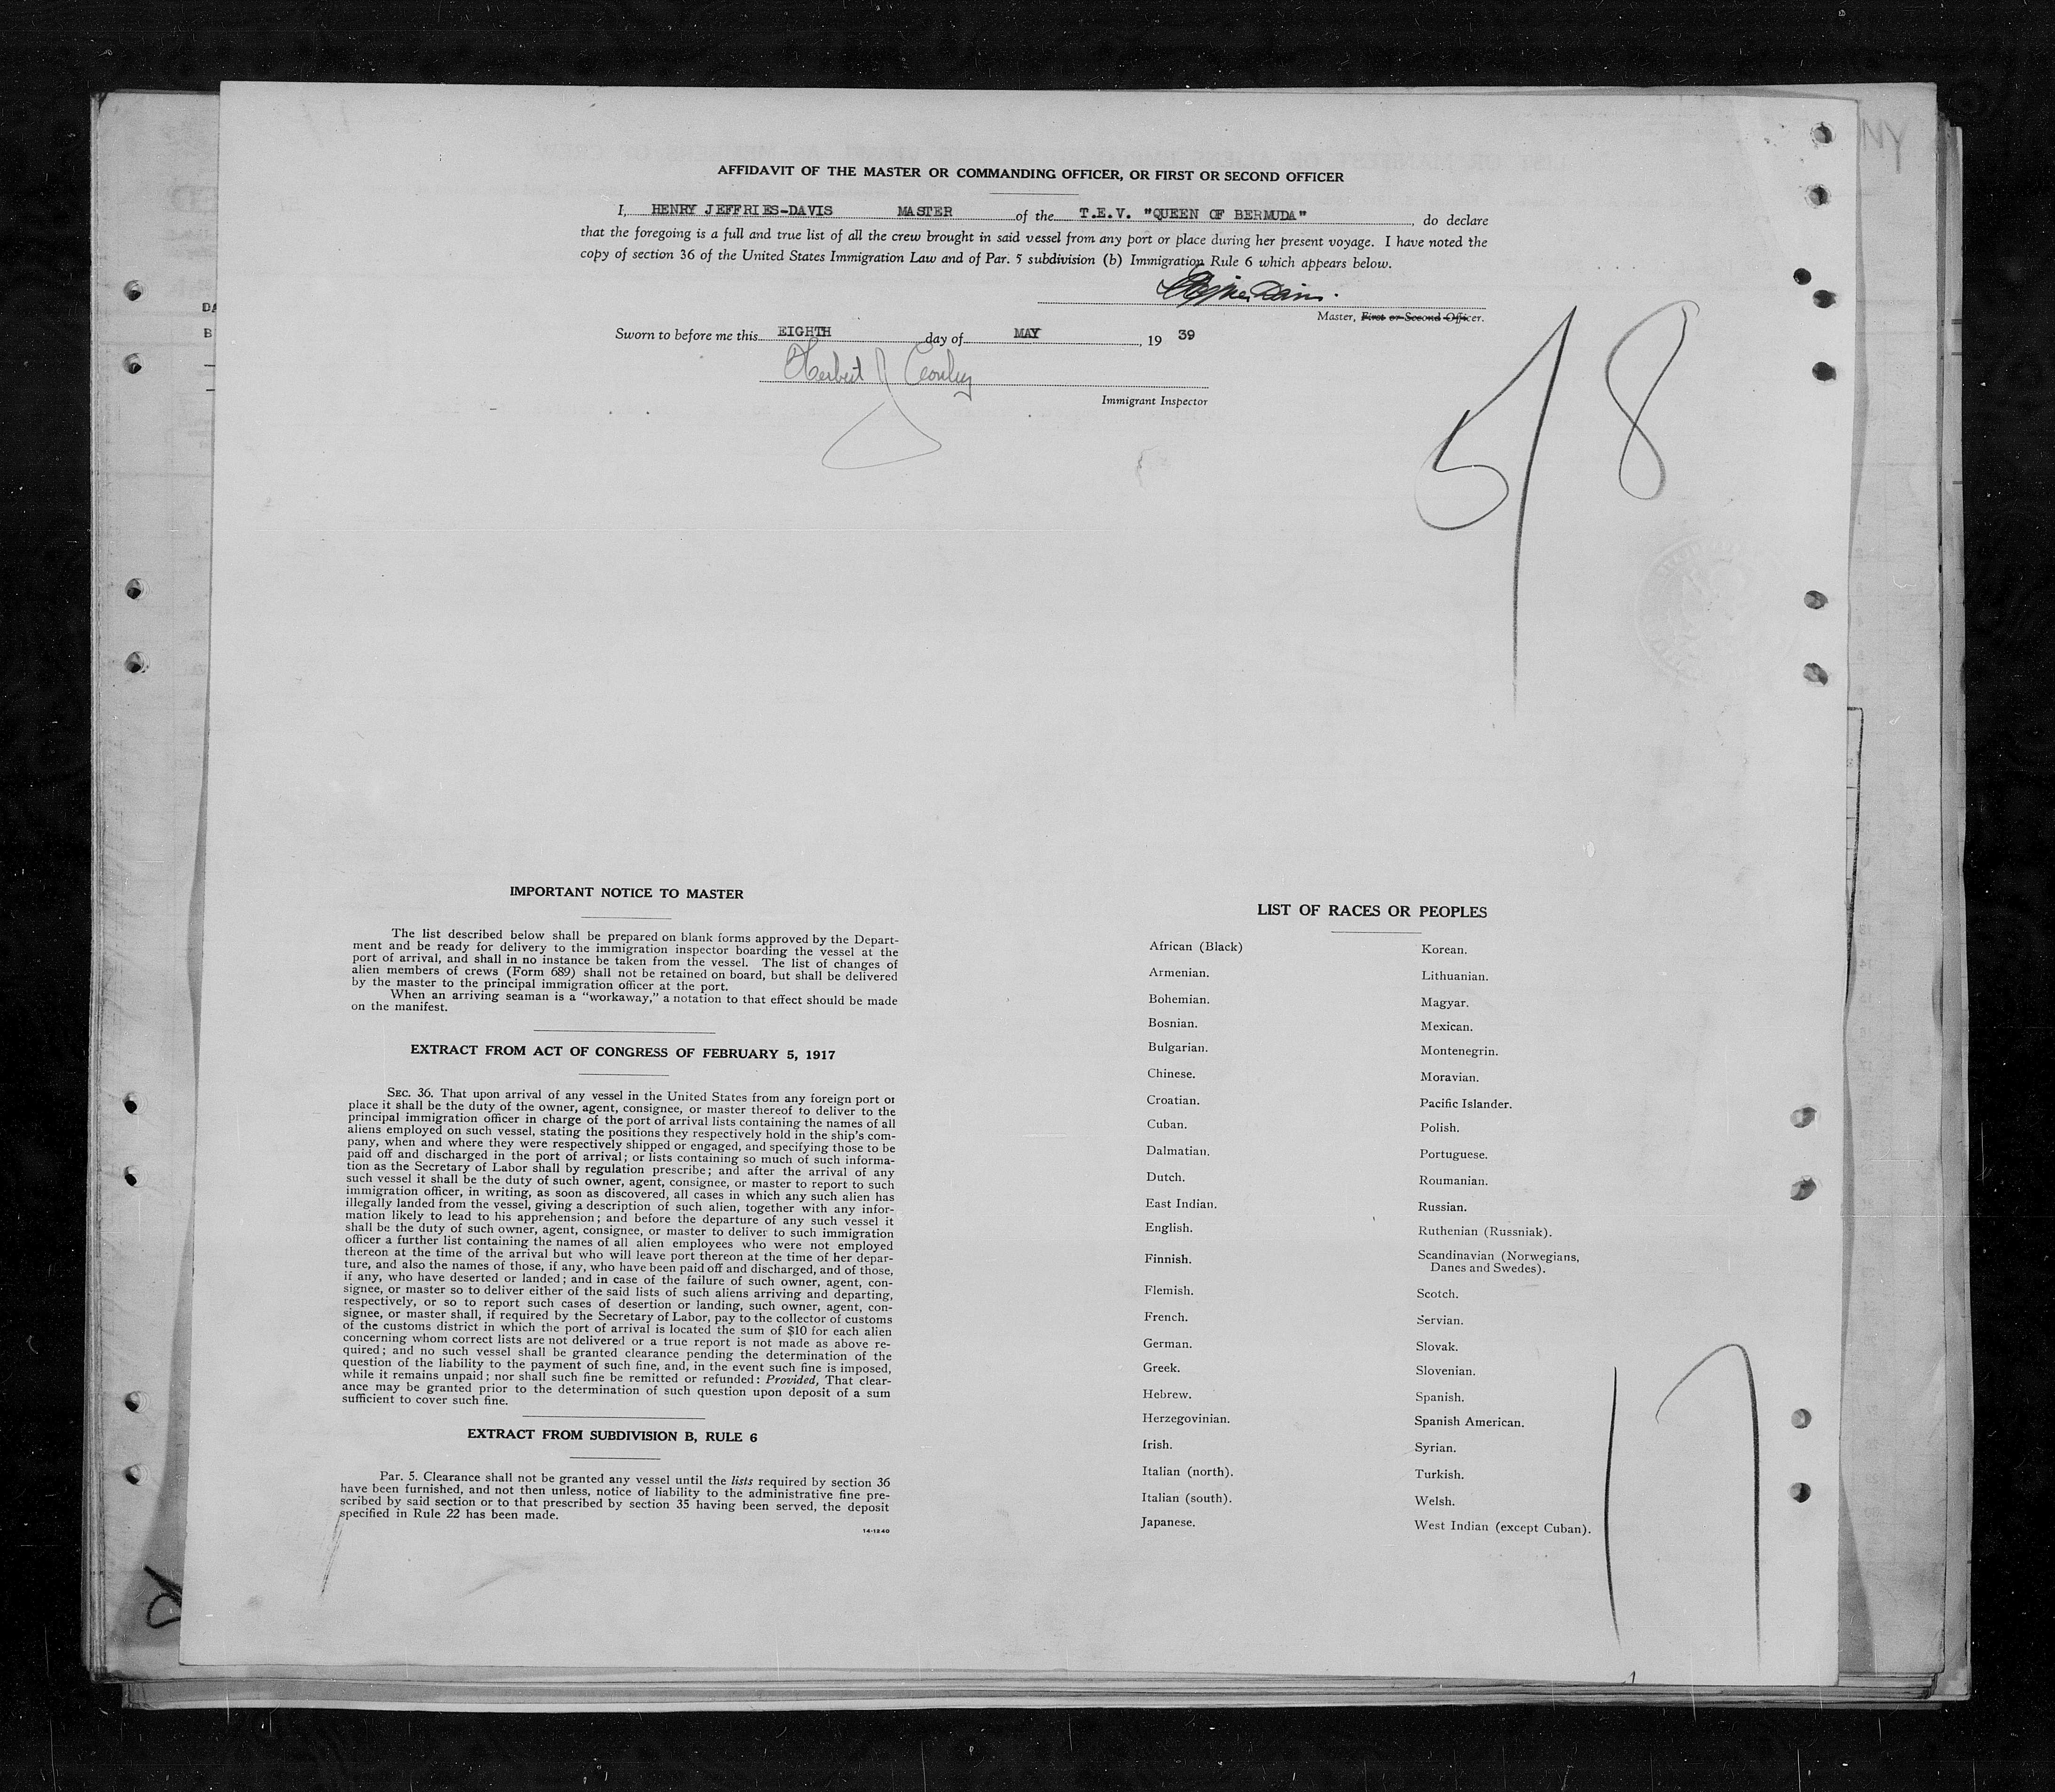 AFFIDAVIT OF THE MASTER OR COMMANDING OFFICER, OR FIRST OR SECOND OFFICER
I, HENRY JEFFRIES-DAVIS MASTER of the T.E.V. "QUEEN OF BERMUDA", do declare
that the foregoing is a full and true list of all the crew brought in said vessel from any port or place during her present voyage. I have noted the
copy of section 36 of the United States Immigration Law and of Par. 5 subdivision (b) Immigration Rule 6 which appears below.
Master, First or Second Officer.
Sworn to before me this EIGHTH day of MAY, 19 39
Herbert
Immigrant Inspector
5/8
NY
DA
B
IMPORTANT NOTICE TO MASTER
The list described below shall be prepared on blank forms approved by the Depart-
ment and be ready for delivery to the immigration inspector boarding the vessel at the
port of arrival, and shall in no instance be taken from the vessel. The list of changes of
alien members of crews (Form 689) shall not be retained on board, but shall be delivered
by the master to the principal immigration officer at the port.
When an arriving seaman is a "workaway," a notation to that effect should be made
on the manifest.
EXTRACT FROM ACT OF CONGRESS OF FEBRUARY 5, 1917
SEC. 36. That upon arrival of any vessel in the United States from any foreign port or
place it shall be the duty of the owner, agent, consignee, or master thereof to deliver to the
principal immigration officer in charge of the port of arrival lists containing the names of all
aliens employed on such vessel, stating the positions they respectively hold in the ship's com-
pany, when and where they were respectively shipped or engaged, and specifying those to be
paid off and discharged in the port of arrival; or lists containing so much of such informa-
tion as the Secretary of Labor shall by regulation prescribe; and after the arrival of any
such vessel it shall be the duty of such owner, agent, consignee, or master to report to such
immigration officer, in writing, as soon as discovered, all cases in which any such alien has
illegally landed from the vessel, giving a description of such alien, together with any infor-
mation likely to lead to his apprehension; and before the departure of any such vessel it
shall be the duty of such owner, agent, consignee, or master to deliver to such immigration
officer a further list containing the names of all alien employees who were not employed
thereon at the time of the arrival but who will leave port thereon at the time of her depar-
ture, and also the names of those, if any, who have been paid off and discharged, and of those,
if any, who have deserted or landed; and in case of the failure of such owner, agent, con-
signee, or master so to deliver either of the said lists of such aliens arriving and departing,
respectively, or so to report such cases of desertion or landing, such owner, agent, con-
signee, or master shall, if required by the Secretary of Labor, pay to the collector of customs
of the customs district in which the port of arrival is located the sum of $10 for each alien
concerning whom correct lists are not delivered or a true report is not made as above re-
quired; and no such vessel shall be granted clearance pending the determination of the
question of the liability to the payment of such fine, and, in the event such fine is imposed,
while it remains unpaid; nor shall such fine be remitted or refunded: Provided, That clear-
ance may be granted prior to the determination of such question upon deposit of a sum
sufficient to cover such fine.
EXTRACT FROM SUBDIVISION B, RULE 6
Par. 5. Clearance shall not be granted any vessel until the lists required by section 36
have been furnished, and not then unless, notice of liability to the administrative fine pre-
scribed by said section or to that prescribed by section 35 having been served, the deposit
specified in Rule 22 has been made.
14-1240
LIST OF RACES OR PEOPLES
African (Black)
Armenian.
Bohemian.
Bosnian.
Bulgarian.
Chinese.
Croatian.
Cuban.
Dalmatian.
Dutch.
East Indian.
English.
Finnish.
Flemish.
French.
German.
Greek.
Hebrew.
Herzegovinian.
Irish.
Italian (north).
Italian (south).
Japanese.
Korean.
Lithuanian.
Magyar.
Mexican.
Montenegrin.
Moravian.
Pacific Islander.
Polish.
Portuguese.
Roumanian.
Russian.
Ruthenian (Russniak).
Scandinavian (Norwegians,
Danes and Swedes).
Scotch.
Servian.
Slovak.
Slovenian.
Spanish.
Spanish American.
Syrian.
Turkish.
Welsh.
West Indian (except Cuban).
17